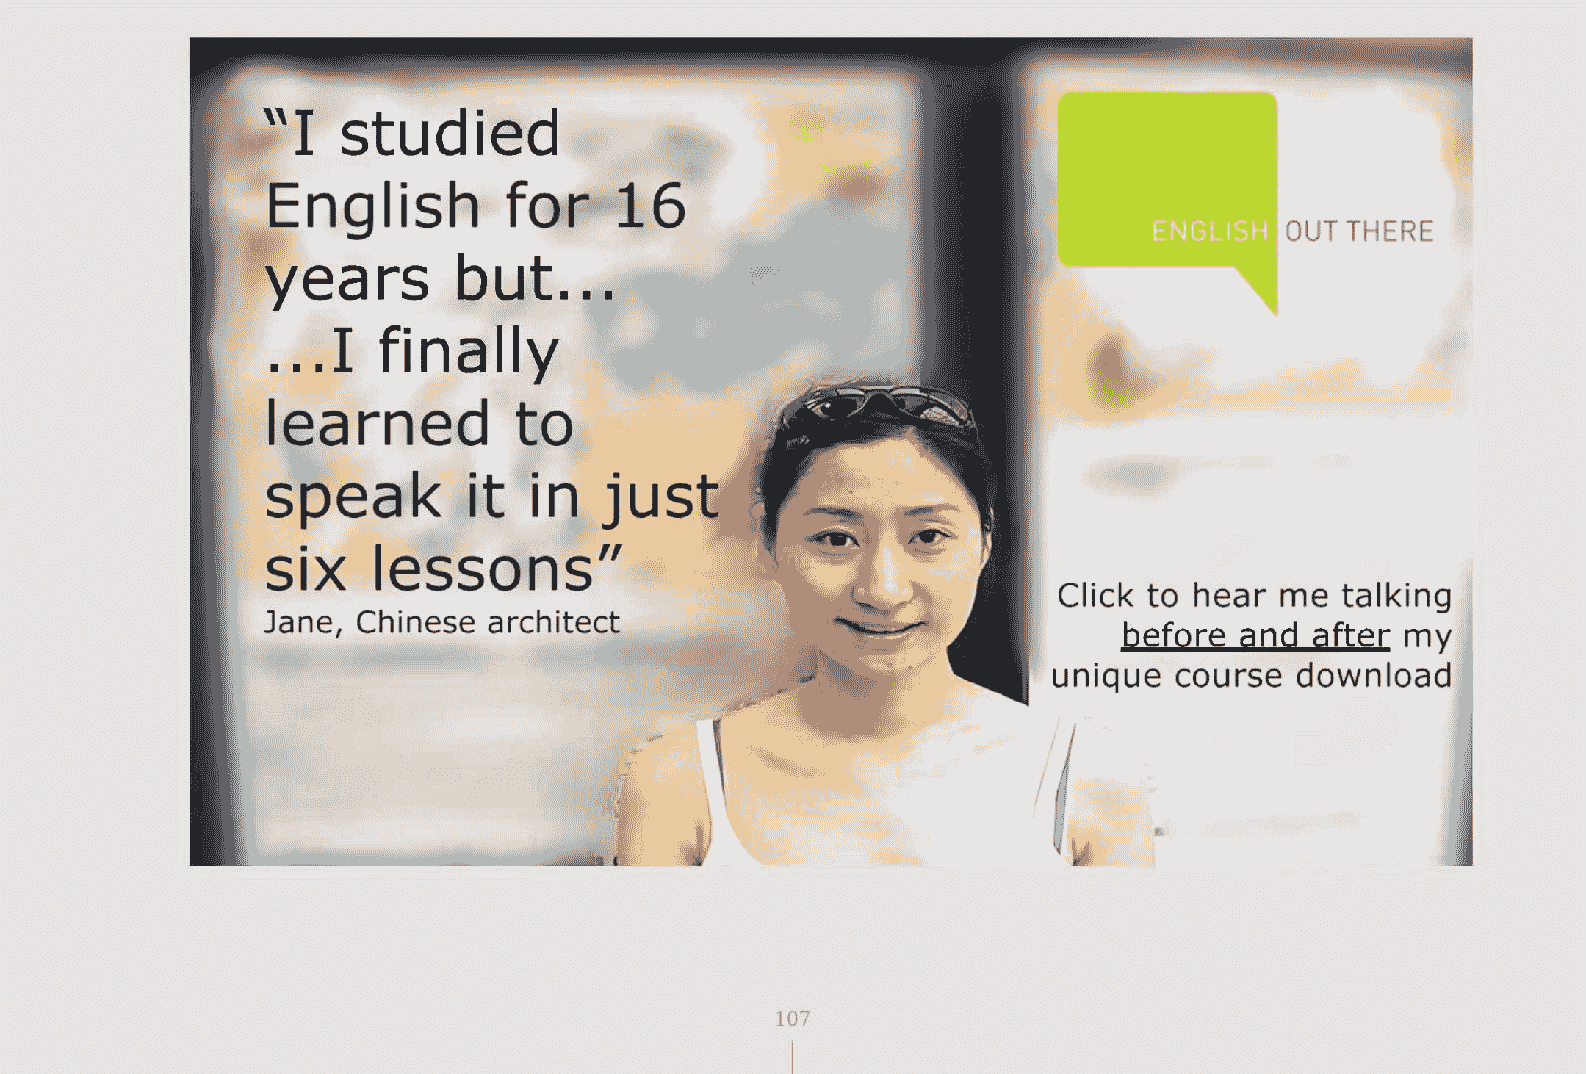 “I studied
English for 16
years but...
...I finally
learned to
speak it in just
six lessons”
Jane, Chinese architect
ENGLISH OUT THERE
Click to hear me talking
before and after my
unique course download
107